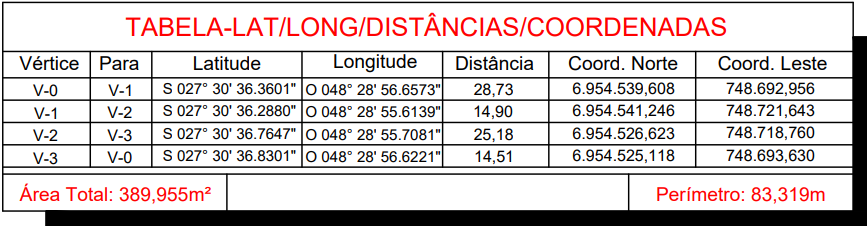 TABELA-LAT/LONG/DISTÂNCIAS/COORDENADAS
Vértice Para Latitude Longitude Distância Coord. Norte Coord. Leste
V-0 V-1 S 027° 30' 36.3601" O 048° 28' 56.6573" 28,73 6.954.539,608 748.692,956
V-1 V-2 S 027° 30' 36.2880" O 048° 28' 55.6139" 14,90 6.954.541,246 748.721,643
V-2 V-3 S 027° 30' 36.7647" O 048° 28' 55.7081" 25,18 6.954.526,623 748.718,760
V-3 V-0 S 027° 30' 36.8301" O 048° 28' 56.6221" 14,51 6.954.525,118 748.693,630
Área Total: 389,955m² Perímetro: 83,319m